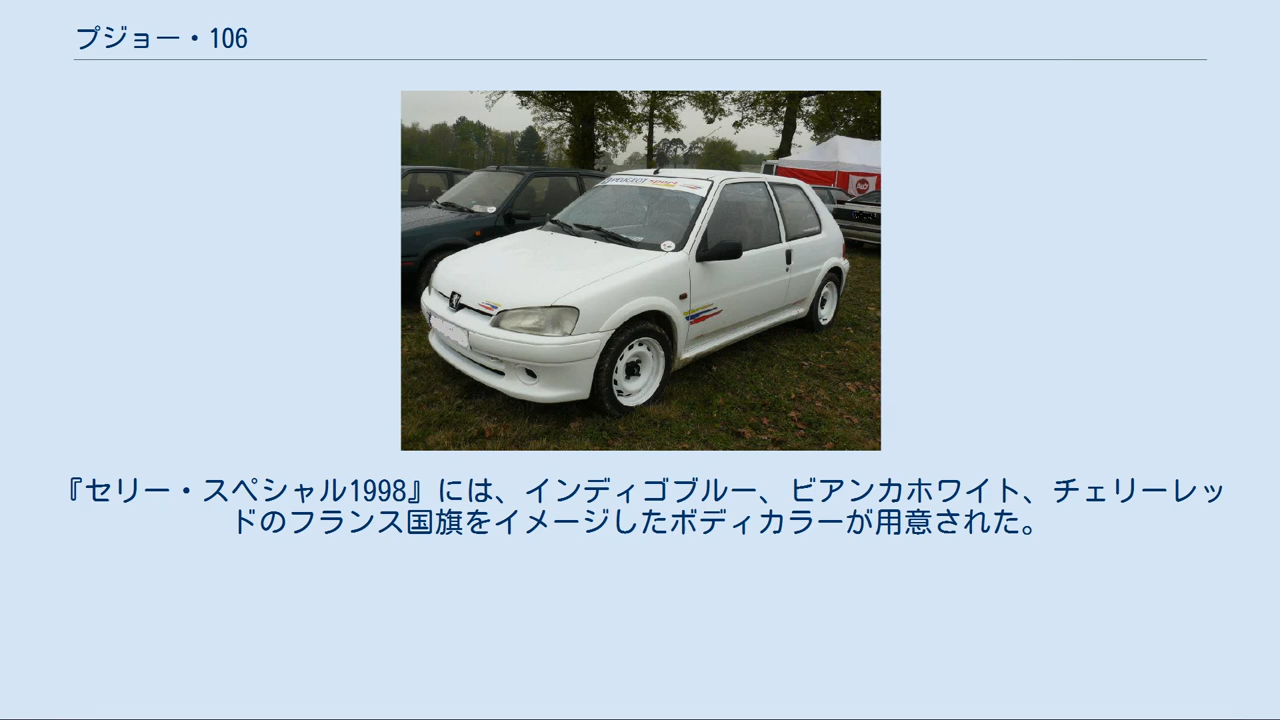 プジョー・106
PEUGEOT sport
『セリー・スペシャル1998』には、インディゴブルー、ビアンカホワイト、チェリーレッ
ドのフランス国旗をイメージしたボディカラーが用意された。